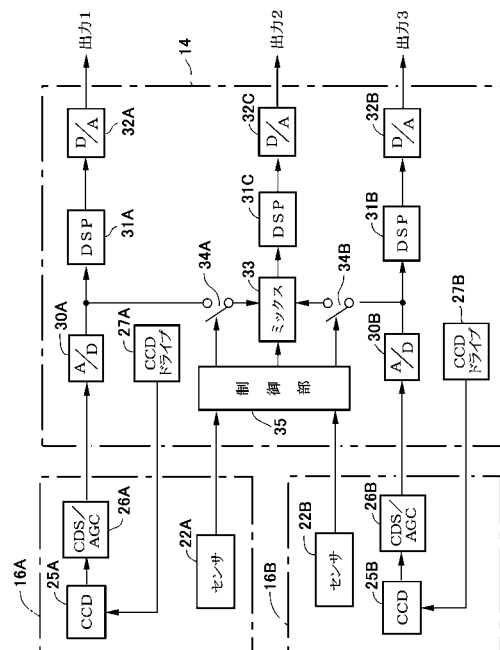 16A
25A
CCD
26A
CDS/
AGC
30A
A/D
31A
DSP
32A
D/A
出力1
14
27A
CCD
ドライブ
22A
センサ
34A
35
制御部
33
ミックス
31C
DSP
32C
D/A
出力2
34B
16B
22B
センサ
25B
CCD
26B
CDS/
AGC
30B
A/D
31B
DSP
32B
D/A
出力3
27B
CCD
ドライブ